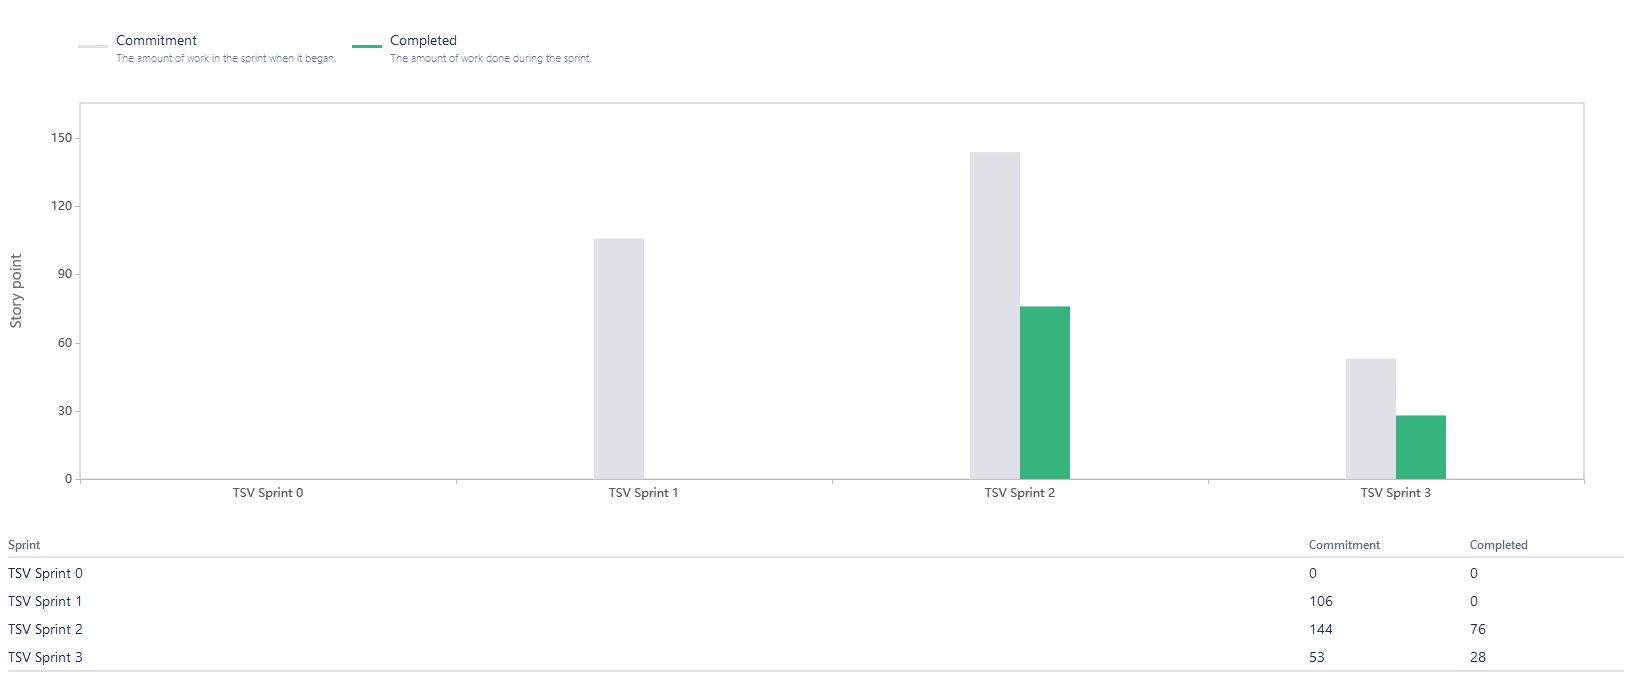 Commitment Completed
The amount of work in the sprint when it began. The amount of work done during the sprint.
150
120
90
60
30
0
Story point
TSV Sprint 0 TSV Sprint 1 TSV Sprint 2 TSV Sprint 3
Sprint Commitment Completed
TSV Sprint 0 0 0
TSV Sprint 1 106 0
TSV Sprint 2 144 76
TSV Sprint 3 53 28